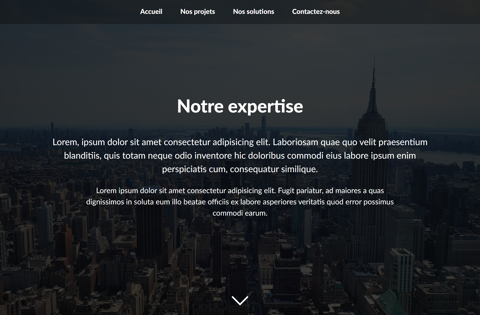 Accueil Nos projets Nos solutions Contactez-nous
Notre expertise
Lorem, ipsum dolor sit amet consectetur adipisicing elit. Laboriosam quae quo velit praesentium
blanditiis, quis totam neque odio inventore hic doloribus commodi eius labore ipsum enim
perspiciatis cum, consequatur similique.
Lorem ipsum dolor sit amet consectetur adipisicing elit. Fugit pariatur, ad maiores a quas
dignissimos in soluta eum illo beatae officiis ex labore asperiores veritatis quod error possimus
commodi earum.